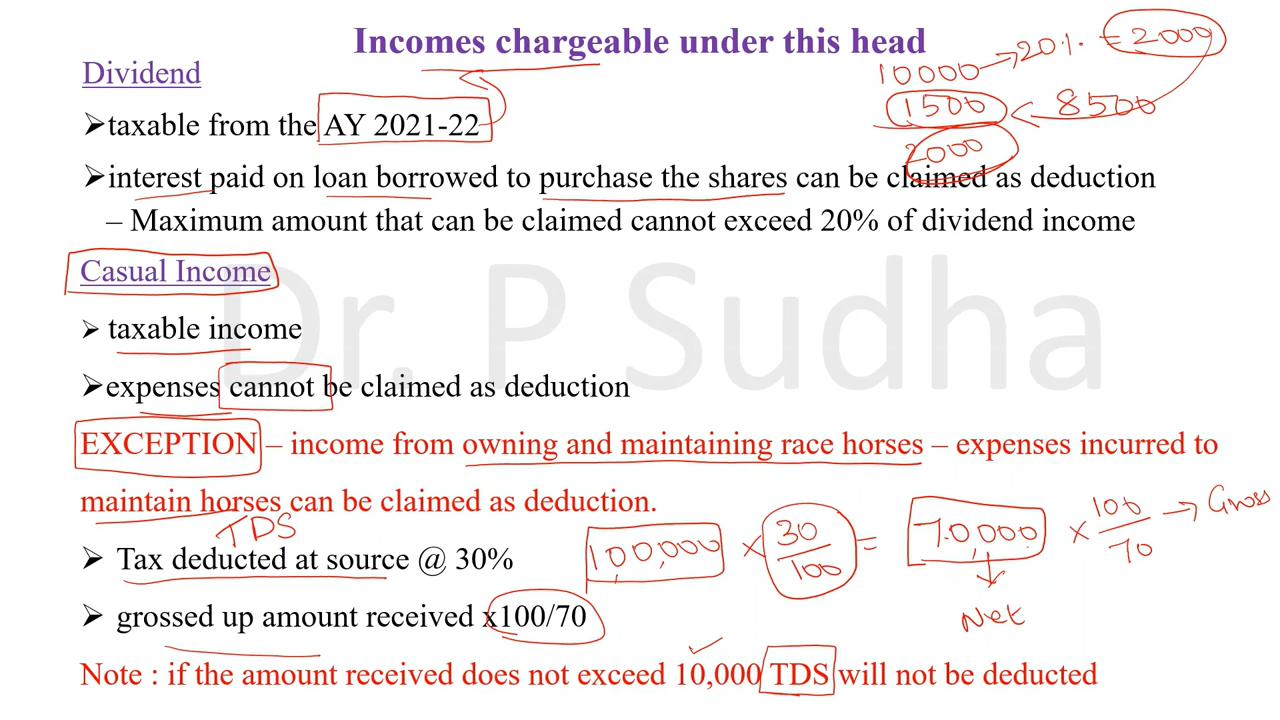 Incomes chargeable under this head
10000 → 20% = 2000
Dividend
1500 ← 8500
➢taxable from the AY 2021-22
2000
➢interest paid on loan borrowed to purchase the shares can be claimed as deduction
– Maximum amount that can be claimed cannot exceed 20% of dividend income
Casual Income
Dr. P Sudha
➢ taxable income
➢expenses cannot be claimed as deduction
EXCEPTION – income from owning and maintaining race horses – expenses incurred to
maintain horses can be claimed as deduction.
TDS
100,000 × 30/100 = 70,000 × 100/70 → Gross
➢ Tax deducted at source @ 30%
➢ grossed up amount received x100/70
Net
Note : if the amount received does not exceed 10,000 TDS will not be deducted